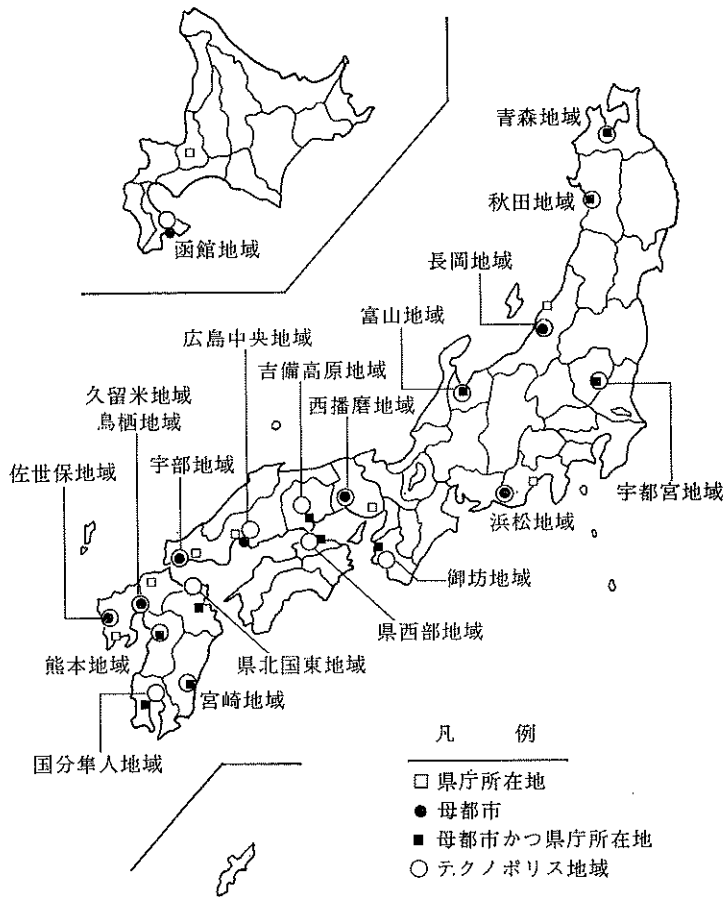 青森地域
秋田地域
函館地域
長岡地域
富山地域
広島中央地域
吉備高原地域
久留米地域
鳥栖地域
西播磨地域
佐世保地域
宇部地域
宇都宮地域
浜松地域
御坊地域
県西部地域
熊本地域
県北国東地域
宮崎地域
国分隼人地域
凡例
県庁所在地
母都市
母都市かつ県庁所在地
テクノポリス地域